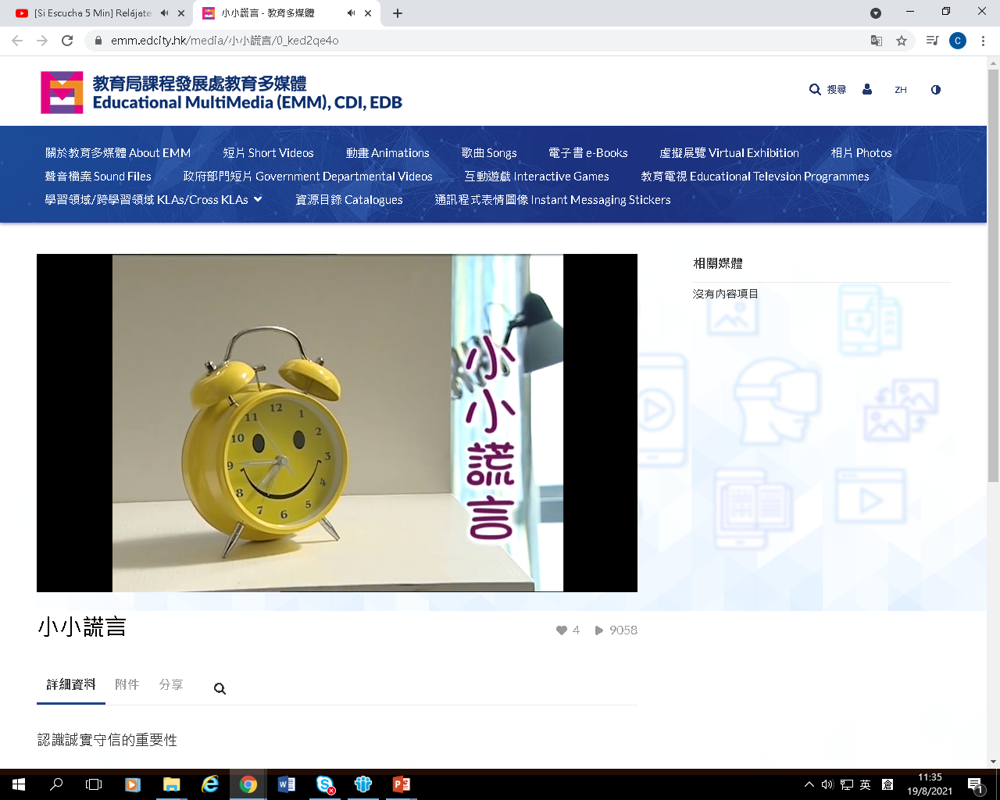 [Si Escucha 5 Min] Relájate
小小謊言 - 教育多媒體
emm.edcity.hk/media/小小謊言/0_ked2qe4o
C
教育局課程發展處教育多媒體
Educational MultiMedia (EMM), CDI, EDB
搜尋
ZH
關於教育多媒體 About EMM 短片 Short Videos 動畫 Animations 歌曲 Songs 電子書 e-Books 虛擬展覽 Virtual Exhibition 相片 Photos
聲音檔案 Sound Files 政府部門短片 Government Departmental Videos 互動遊戲 Interactive Games 教育電視 Educational Televsion Programmes
學習領域/跨學習領域 KLAs/Cross KLAs 資源目錄 Catalogues 通訊程式表情圖像 Instant Messaging Stickers
12
1
2
3
4
5
6
7
8
9
10
11
小小謊言
相關媒體
沒有內容項目
小小謊言
4 9058
詳細資料 附件 分享
認識誠實守信的重要性
英 倉
11:35
19/8/2021
1